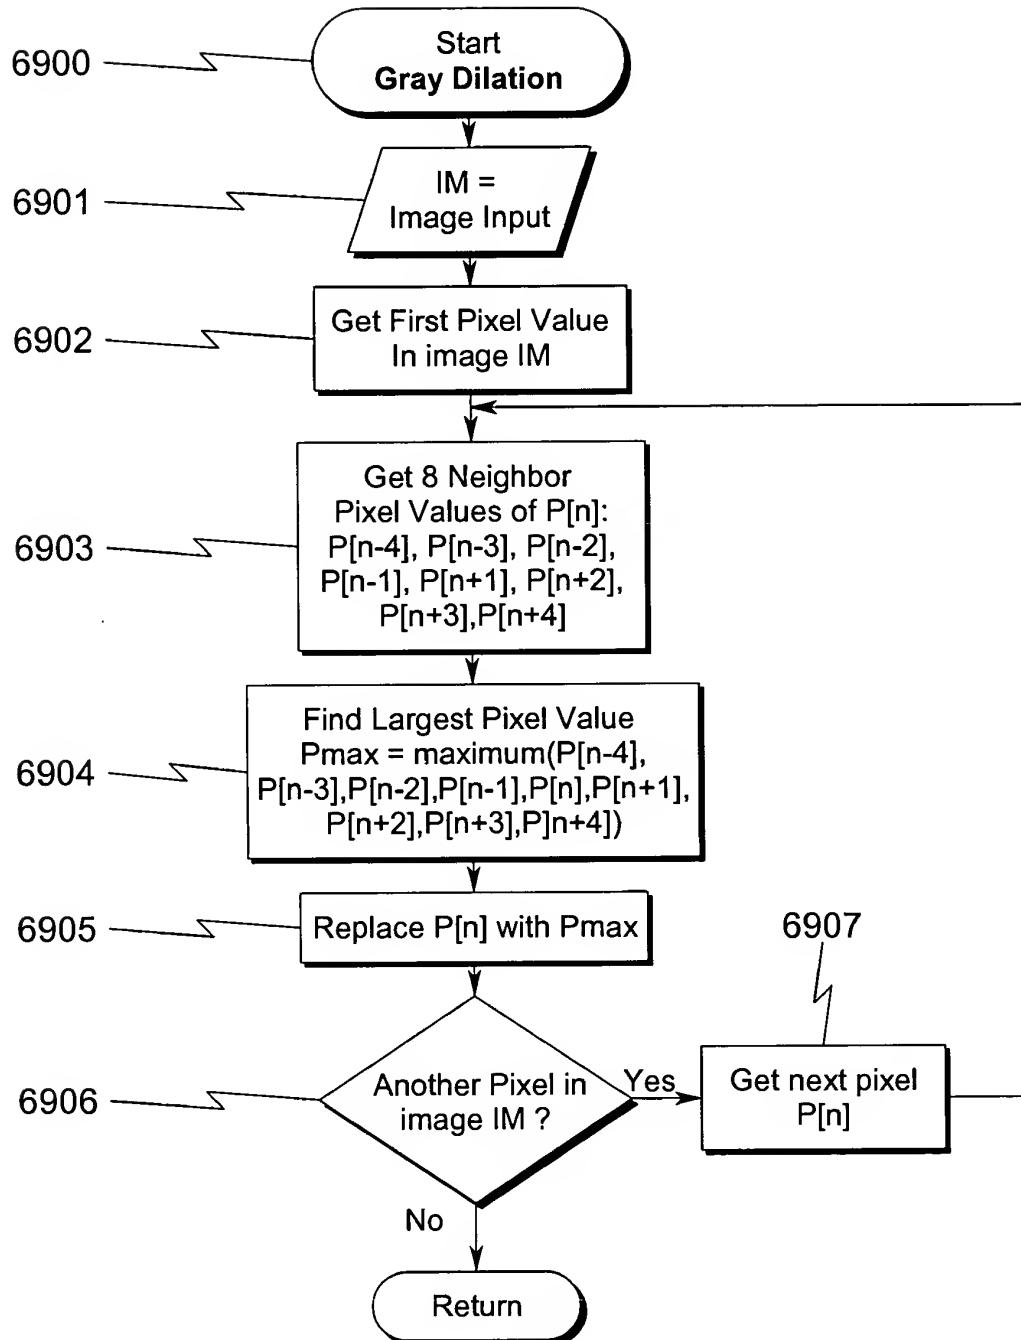 6900
Start
Gray Dilation
6901
IM =
Image Input
6902
Get First Pixel Value
In image IM
6903
Get 8 Neighbor
Pixel Values of P[n]:
P[n-4], P[n-3], P[n-2],
P[n-1], P[n+1], P[n+2],
P[n+3],P[n+4]
6904
Find Largest Pixel Value
Pmax = maximum(P[n-4],
P[n-3],P[n-2],P[n-1],P[n],P[n+1],
P[n+2],P[n+3],P]n+4])
6905
Replace P[n] with Pmax
6906
Another Pixel in
image IM ?
Yes
6907
Get next pixel
P[n]
No
Return